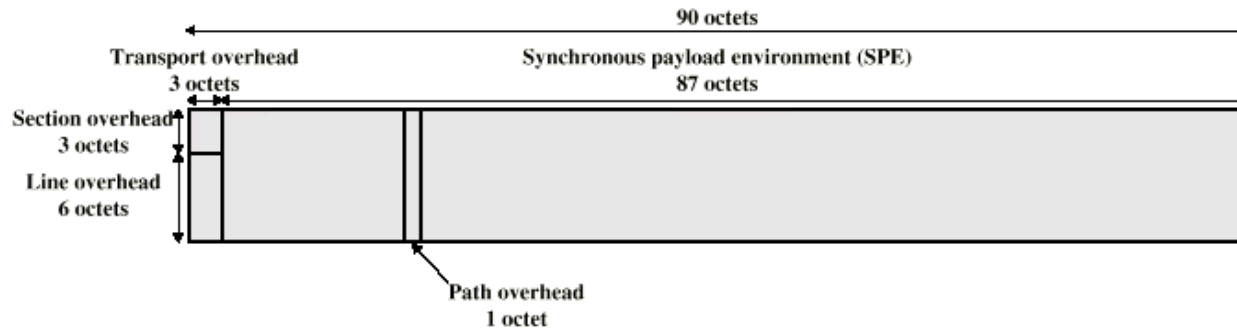 90 octets
Transport overhead
3 octets
Synchronous payload environment (SPE)
87 octets
Section overhead
3 octets
Line overhead
6 octets
Path overhead
1 octet